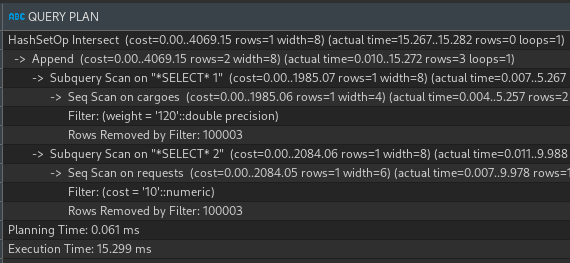 ABC QUERY PLAN
HashSetOp Intersect (cost=0.00..4069.15 rows=1 width=8) (actual time=15.267..15.282 rows=0 loops=1)
-> Append (cost=0.00..4069.15 rows=2 width=8) (actual time=0.010..15.272 rows=3 loops=1)
-> Subquery Scan on "*SELECT* 1" (cost=0.00..1985.07 rows=1 width=8) (actual time=0.007..5.267
-> Seq Scan on cargoes (cost=0.00..1985.06 rows=1 width=4) (actual time=0.004..5.257 rows=2
Filter: (weight = '120'::double precision)
Rows Removed by Filter: 100003
-> Subquery Scan on "*SELECT* 2" (cost=0.00..2084.06 rows=1 width=8) (actual time=0.011..9.988
-> Seq Scan on requests (cost=0.00..2084.05 rows=1 width=6) (actual time=0.007..9.978 rows=1
Filter: (cost = '10'::numeric)
Rows Removed by Filter: 100003
Planning Time: 0.061 ms
Execution Time: 15.299 ms